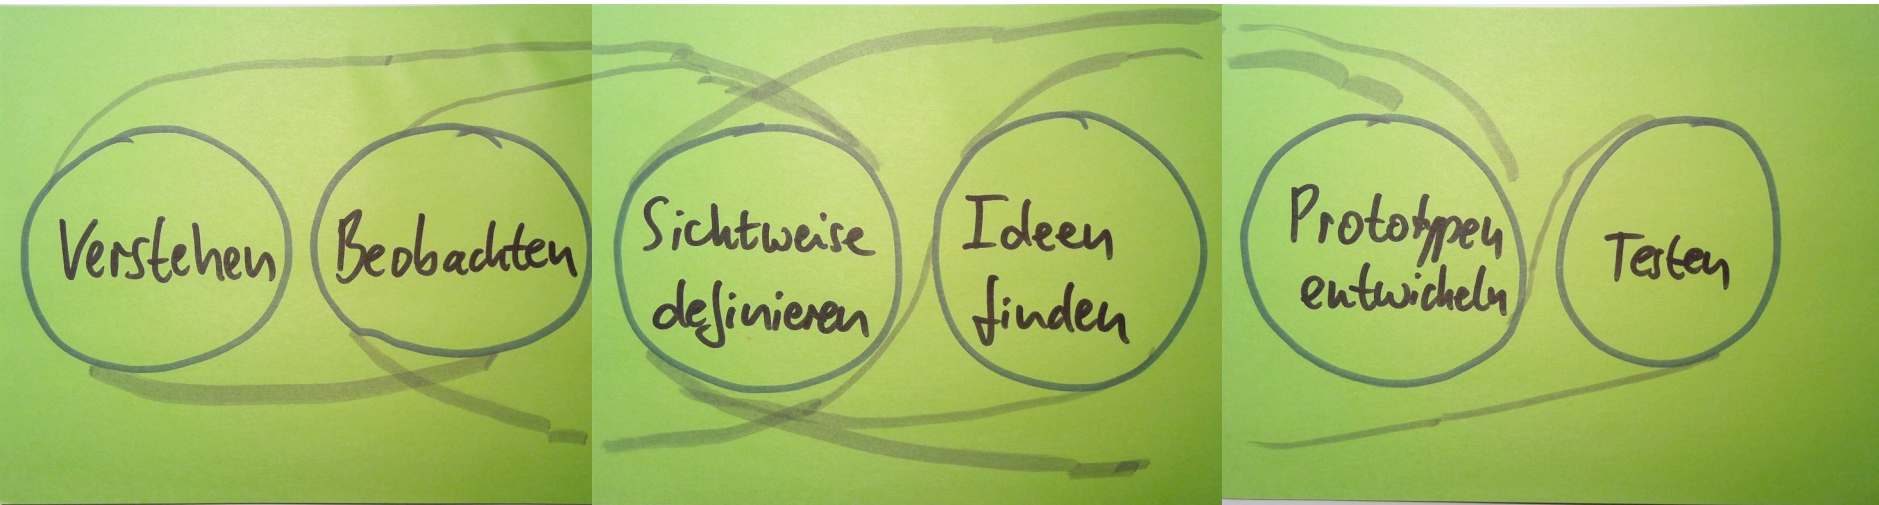 Verstehen
Beobachten
Sichtweise
definieren
Ideen
finden
Prototypen
entwickeln
Testen